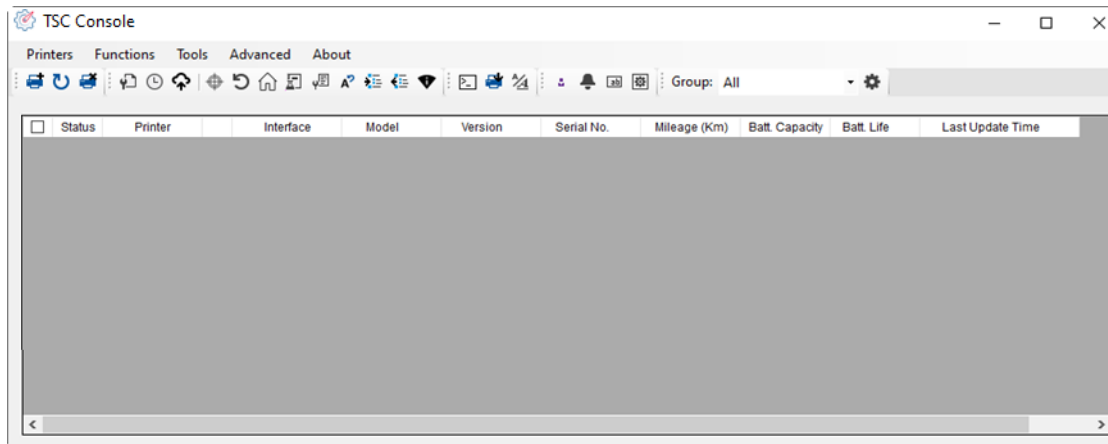 TSC Console
Printers Functions Tools Advanced About
Group: All
Status Printer Interface Model Version Serial No. Mileage (Km) Batt. Capacity Batt. Life Last Update Time